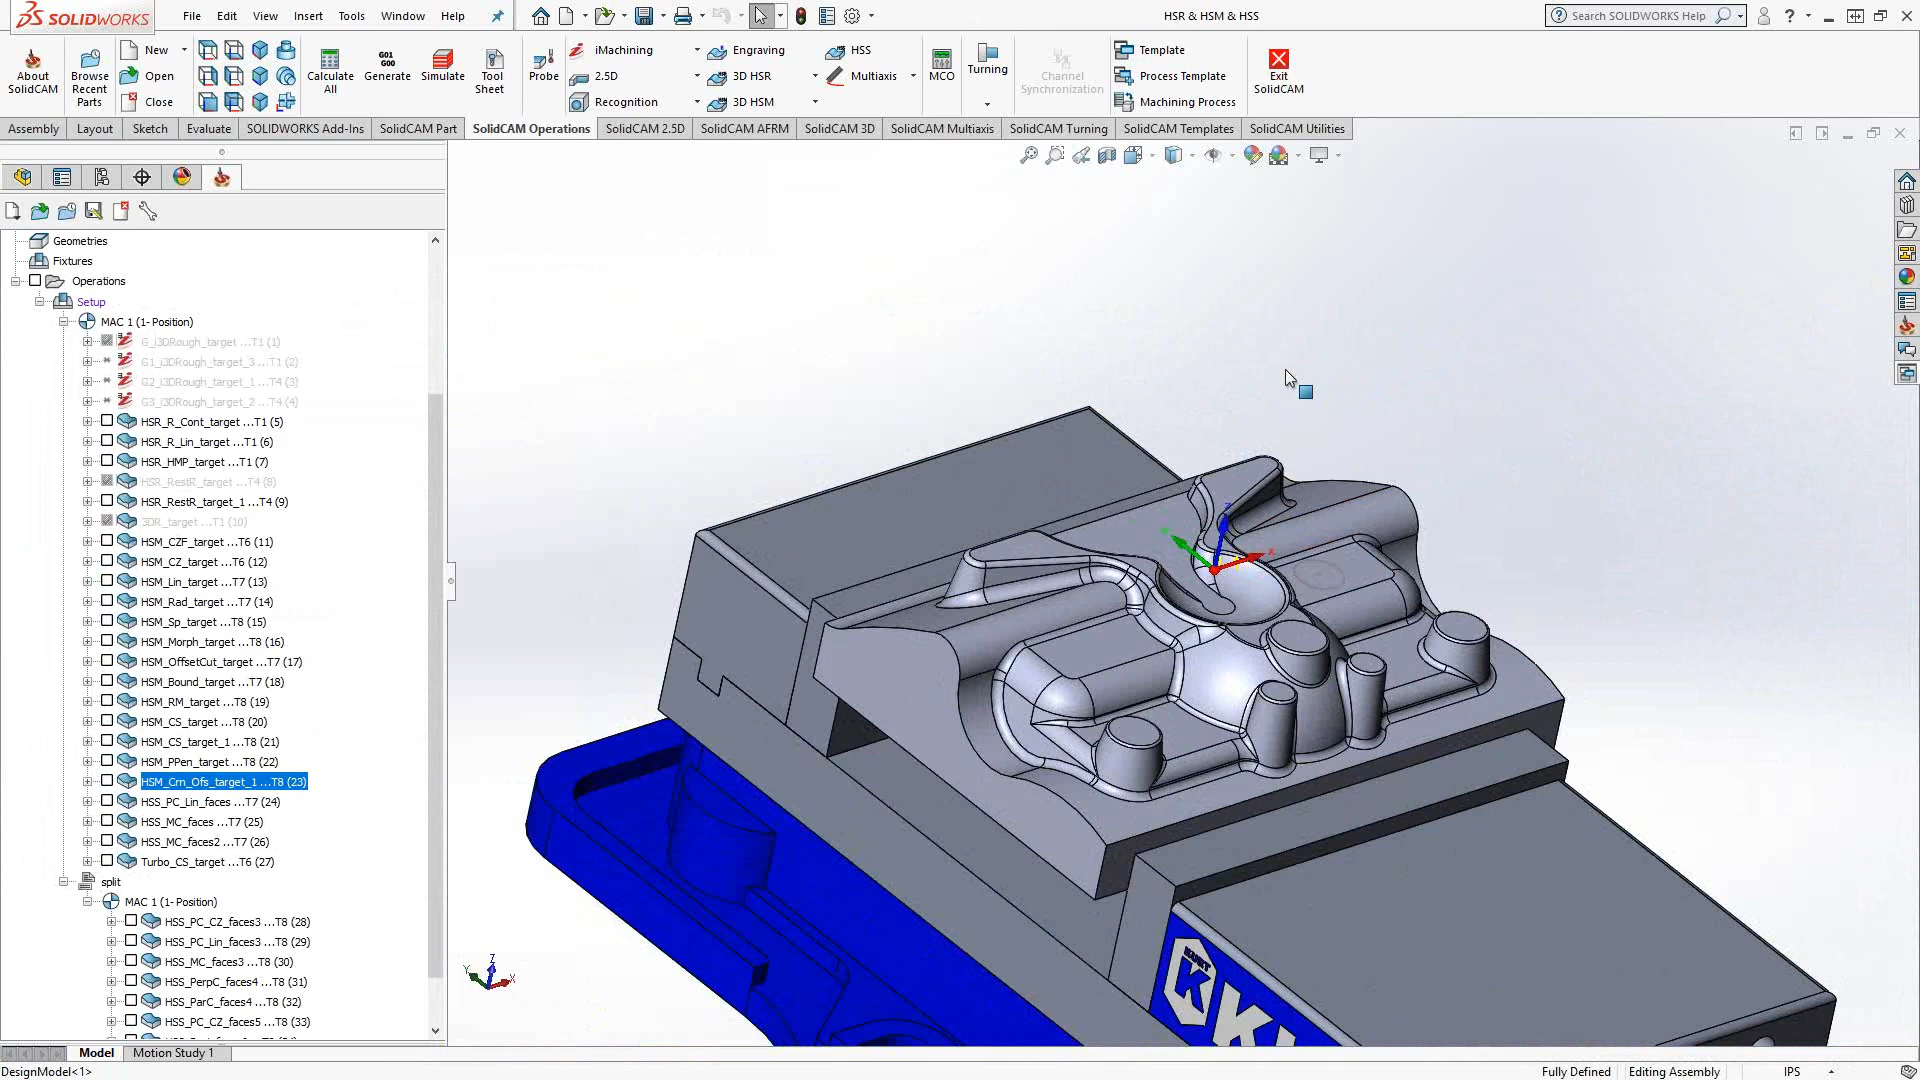 SOLIDWORKS File Edit View Insert Tools Window Help
HSR & HSM & HSS
Search SOLIDWORKS Help
About SolidCAM
Browse Recent Parts
New
Open
Close
Calculate All
G01 G00
Generate
Simulate
Tool Sheet
Probe
iMachining
2.5D
Recognition
Engraving
3D HSR
3D HSM
HSS
Multiaxis
MCO
Turning
Channel Synchronization
Template
Process Template
Machining Process
Exit SolidCAM
Assembly Layout Sketch Evaluate SOLIDWORKS Add-Ins SolidCAM Part SolidCAM Operations SolidCAM 2.5D SolidCAM AFRM SolidCAM 3D SolidCAM Multiaxis SolidCAM Turning SolidCAM Templates SolidCAM Utilities
Geometries
Fixtures
Operations
Setup
MAC 1 (1- Position)
G_i3DRough_target ...T1 (1)
G1_i3DRough_target_3 ...T1 (2)
G2_i3DRough_target_1 ...T4 (3)
G3_i3DRough_target_2 ...T4 (4)
HSR_R_Cont_target ...T1 (5)
HSR_R_Lin_target ...T1 (6)
HSR_HMP_target ...T1 (7)
HSR_RestR_target ...T4 (8)
HSR_RestR_target_1 ...T4 (9)
3DR_target ...T1 (10)
HSM_CZF_target ...T6 (11)
HSM_CZ_target ...T6 (12)
HSM_Lin_target ...T7 (13)
HSM_Rad_target ...T7 (14)
HSM_Sp_target ...T8 (15)
HSM_Morph_target ...T8 (16)
HSM_OffsetCut_target ...T7 (17)
HSM_Bound_target ...T7 (18)
HSM_RM_target ...T8 (19)
HSM_CS_target ...T8 (20)
HSM_CS_target_1 ...T8 (21)
HSM_PPen_target ...T8 (22)
HSM_Crn_Ofs_target_1 ...T8 (23)
HSS_PC_Lin_faces ...T7 (24)
HSS_MC_faces ...T7 (25)
HSS_MC_faces2 ...T7 (26)
Turbo_CS_target ...T6 (27)
split
MAC 1 (1- Position)
HSS_PC_CZ_faces3 ...T8 (28)
HSS_PC_Lin_faces3 ...T8 (29)
HSS_MC_faces3 ...T8 (30)
HSS_PerpC_faces4 ...T8 (31)
HSS_ParC_faces4 ...T8 (32)
HSS_PC_CZ_faces5 ...T8 (33)
Z
X
Y
Z
X
K
Model Motion Study 1
DesignModel<1>
Fully Defined Editing Assembly IPS